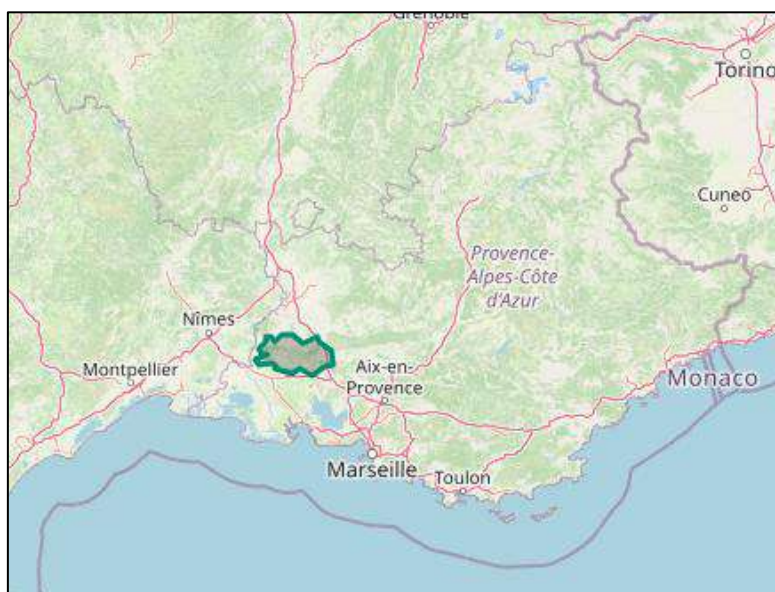 Grenoble
Torino
Cuneo
Provence-
Alpes-Côte
d'Azur
Nîmes
Montpellier
Aix-en-
Provence
Monaco
Marseille
Toulon